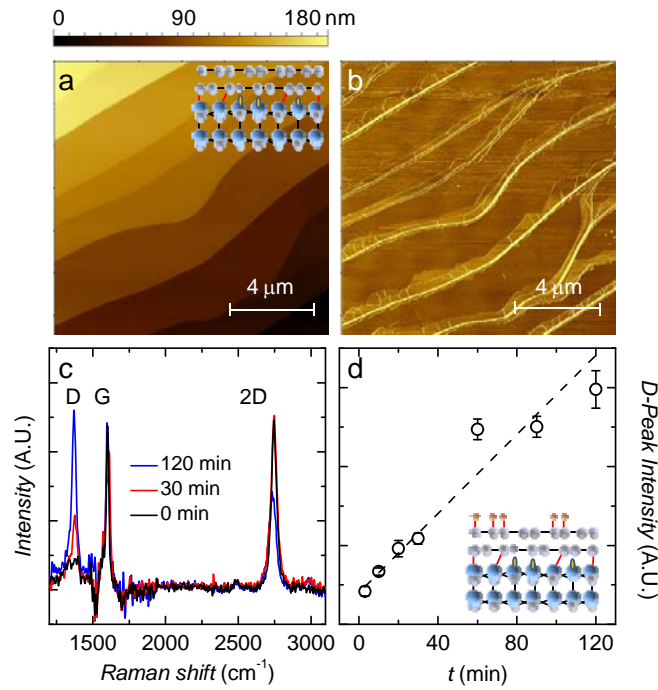 0 90 180 nm
a b
4 μm 4 μm
c d
D G 2D
120 min
30 min
0 min
Intensity (A.U.)
D-Peak Intensity (A.U.)
1500 2000 2500 3000 0 40 80 120
Raman shift (cm⁻¹) t (min)